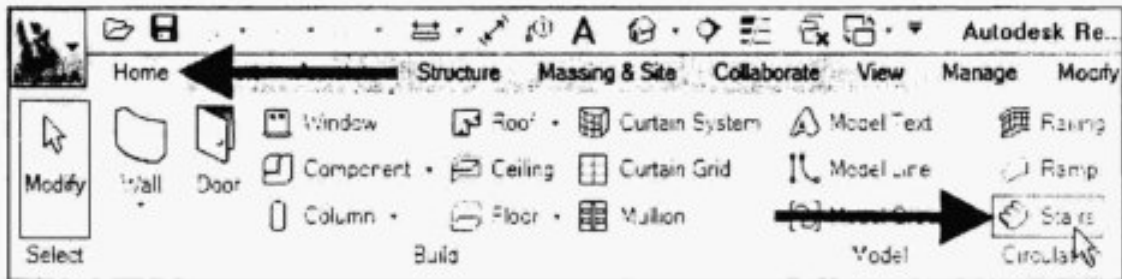 Autodesk Re...
Home Structure Massing & Site Collaborate View Manage Modify
Window Roof Curtain System Model Text Railing
Modify Wall Door Component Ceiling Curtain Grid Model Line Ramp
Column Floor Mullion Stairs
Select Build Model